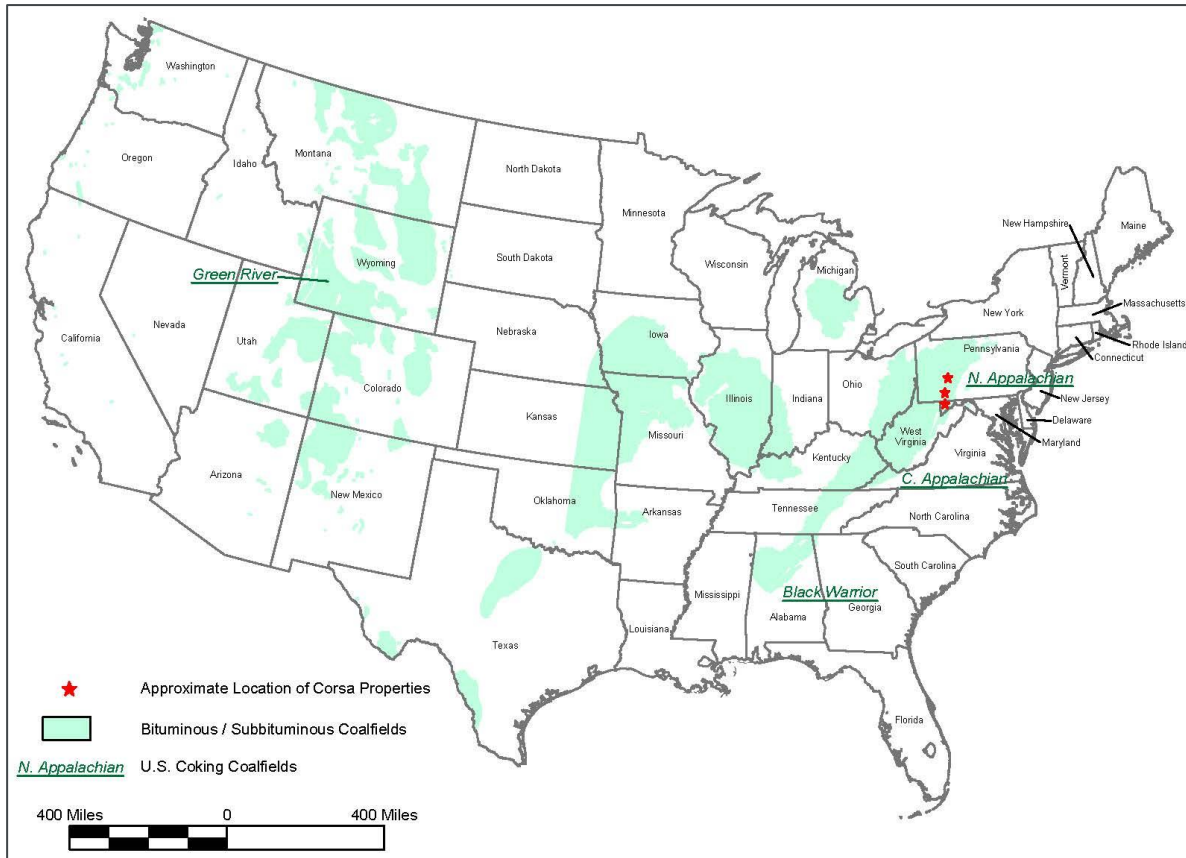 Washington
Oregon
Idaho
Montana
North Dakota
Minnesota
South Dakota
Wyoming
Green River
Nebraska
Iowa
Wisconsin
Michigan
New Hampshire
Maine
Vermont
Massachusetts
New York
Rhode Island
Connecticut
Pennsylvania
N. Appalachian
New Jersey
Delaware
Maryland
California
Nevada
Utah
Colorado
Kansas
Missouri
Illinois
Indiana
Ohio
West
Virginia
Virginia
Kentucky
C. Appalachian
Arizona
New Mexico
Oklahoma
Arkansas
Tennessee
North Carolina
South Carolina
Black Warrior
Mississippi
Alabama
Georgia
Texas
Louisiana
Florida
Approximate Location of Corsa Properties
Bituminous / Subbituminous Coalfields
N. Appalachian U.S. Coking Coalfields
400 Miles 0 400 Miles